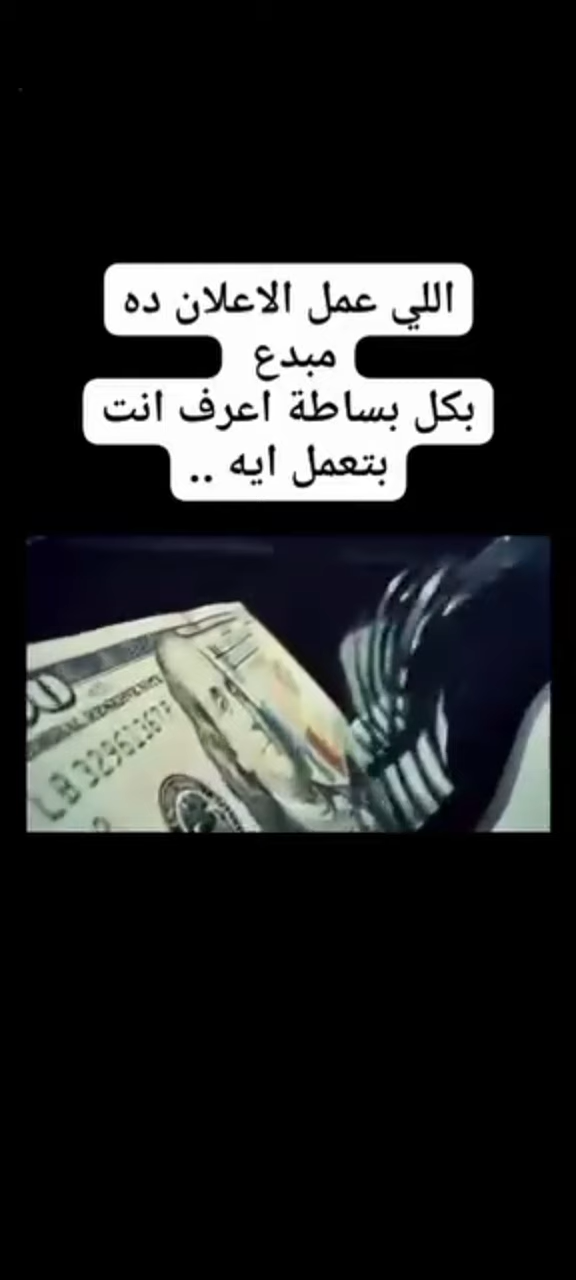 اللي عمل الاعلان ده
مبدع
بكل بساطة اعرف انت
بتعمل ايه ..